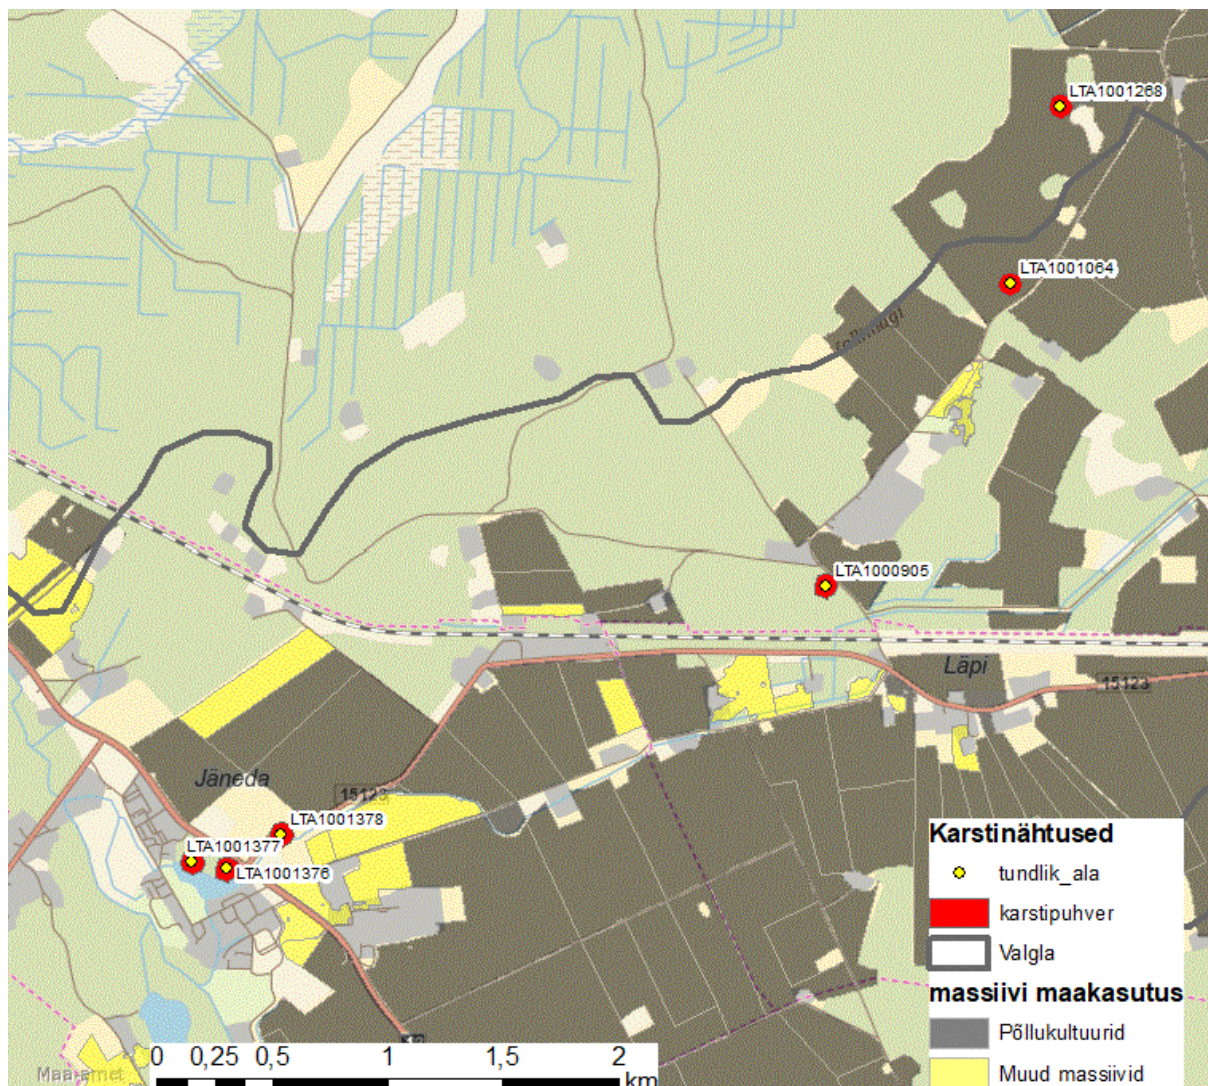 LTA1001268
LTA1001064
LTA1000905
Läpi
15123
Jäneda
15123
LTA1001378
LTA1001377
LTA1001376
Karstinähtused
tundlik_ala
karstipuhver
Valgla
massiivi maakasutus
Põllukultuurid
Muud massiivid
0 0,25 0,5 1 1,5 2
km
Maa-amet